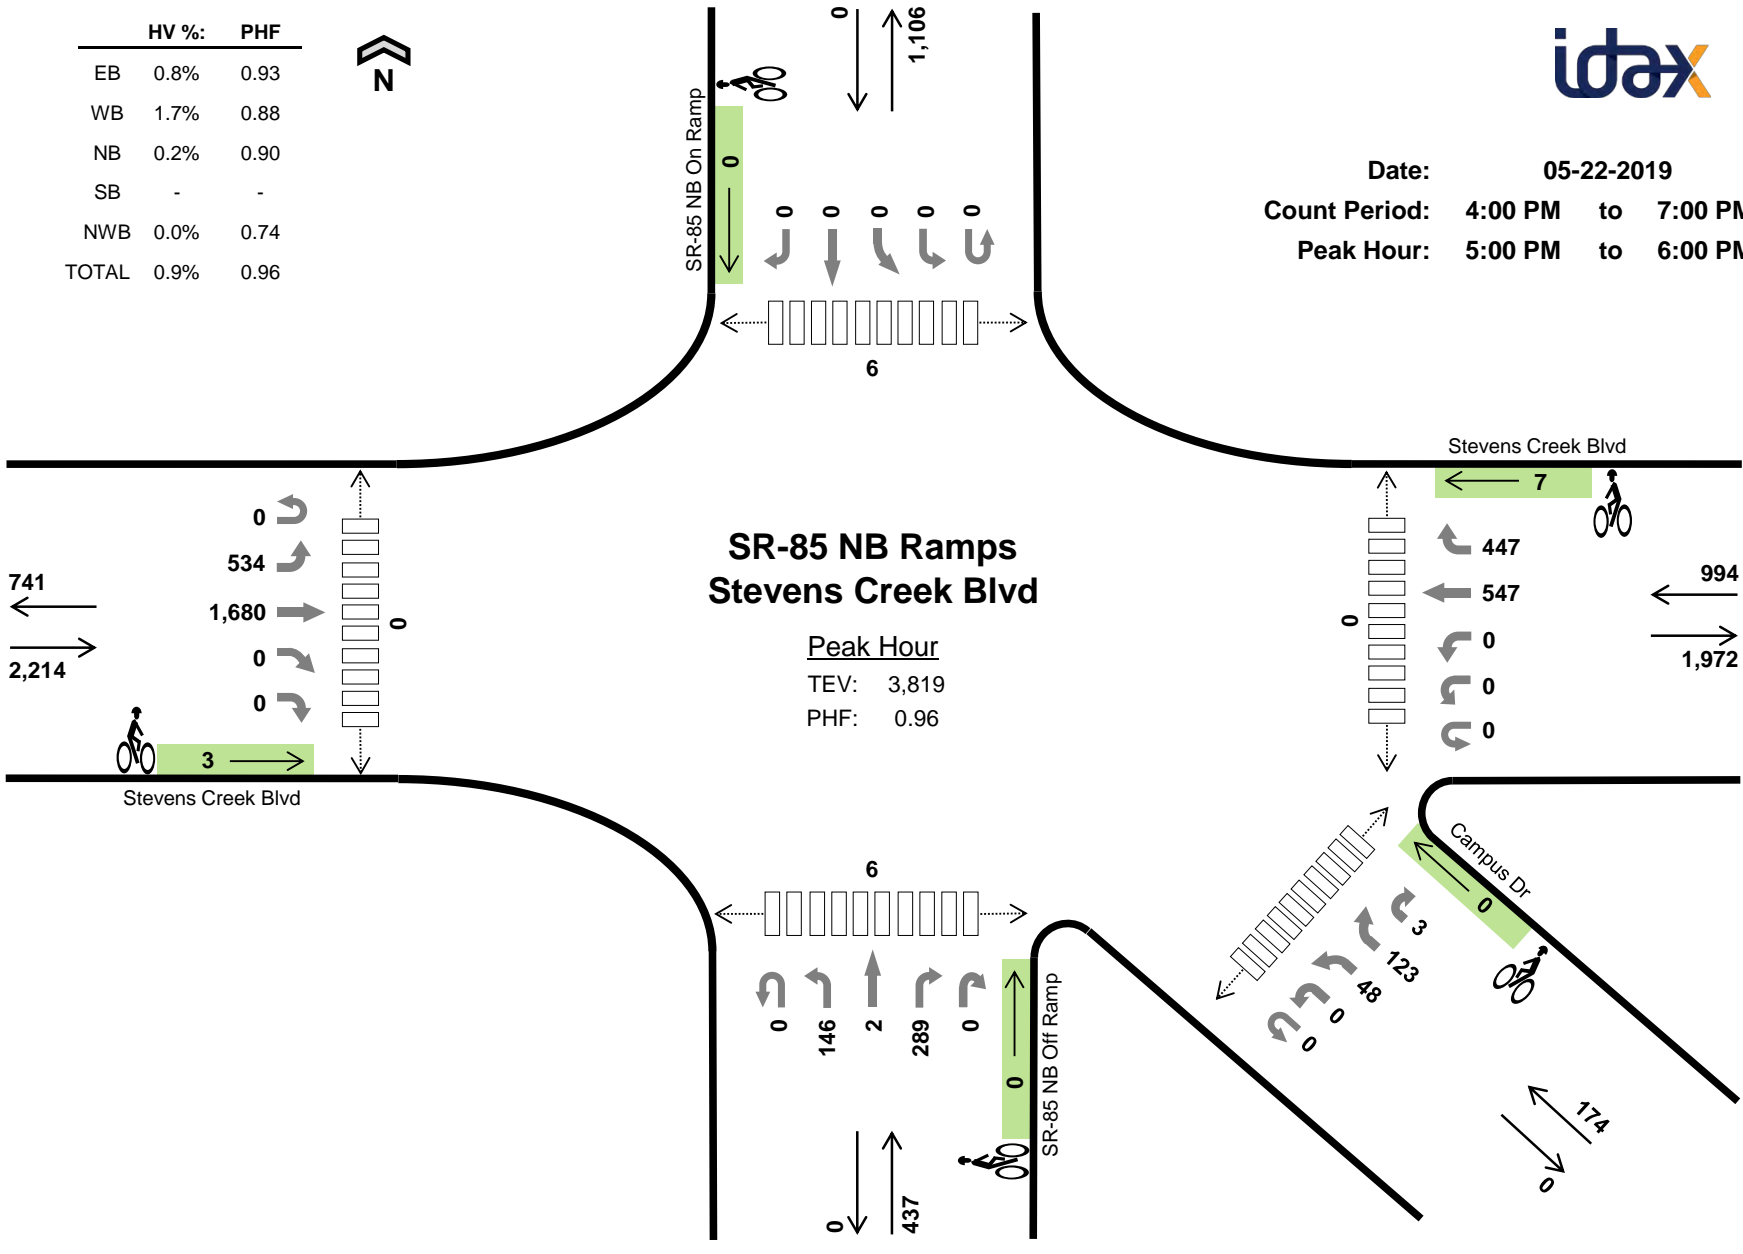 HV %: PHF
EB 0.8% 0.93
WB 1.7% 0.88
NB 0.2% 0.90
SB - -
NWB 0.0% 0.74
TOTAL 0.9% 0.96
N
idax
Date: 05-22-2019
Count Period: 4:00 PM to 7:00 PM
Peak Hour: 5:00 PM to 6:00 PM
0
1,106
SR-85 NB On Ramp
0
0 0 0 0 0
6
Stevens Creek Blvd
7
447
547
0
0
0
0
994
1,972
0
534
1,680
0
0
0
741
2,214
3
Stevens Creek Blvd
SR-85 NB Ramps
Stevens Creek Blvd
Peak Hour
TEV: 3,819
PHF: 0.96
6
0 146 2 289 0
0
SR-85 NB Off Ramp
0
437
Campus Dr
0
3
123
48
0
0
174
0